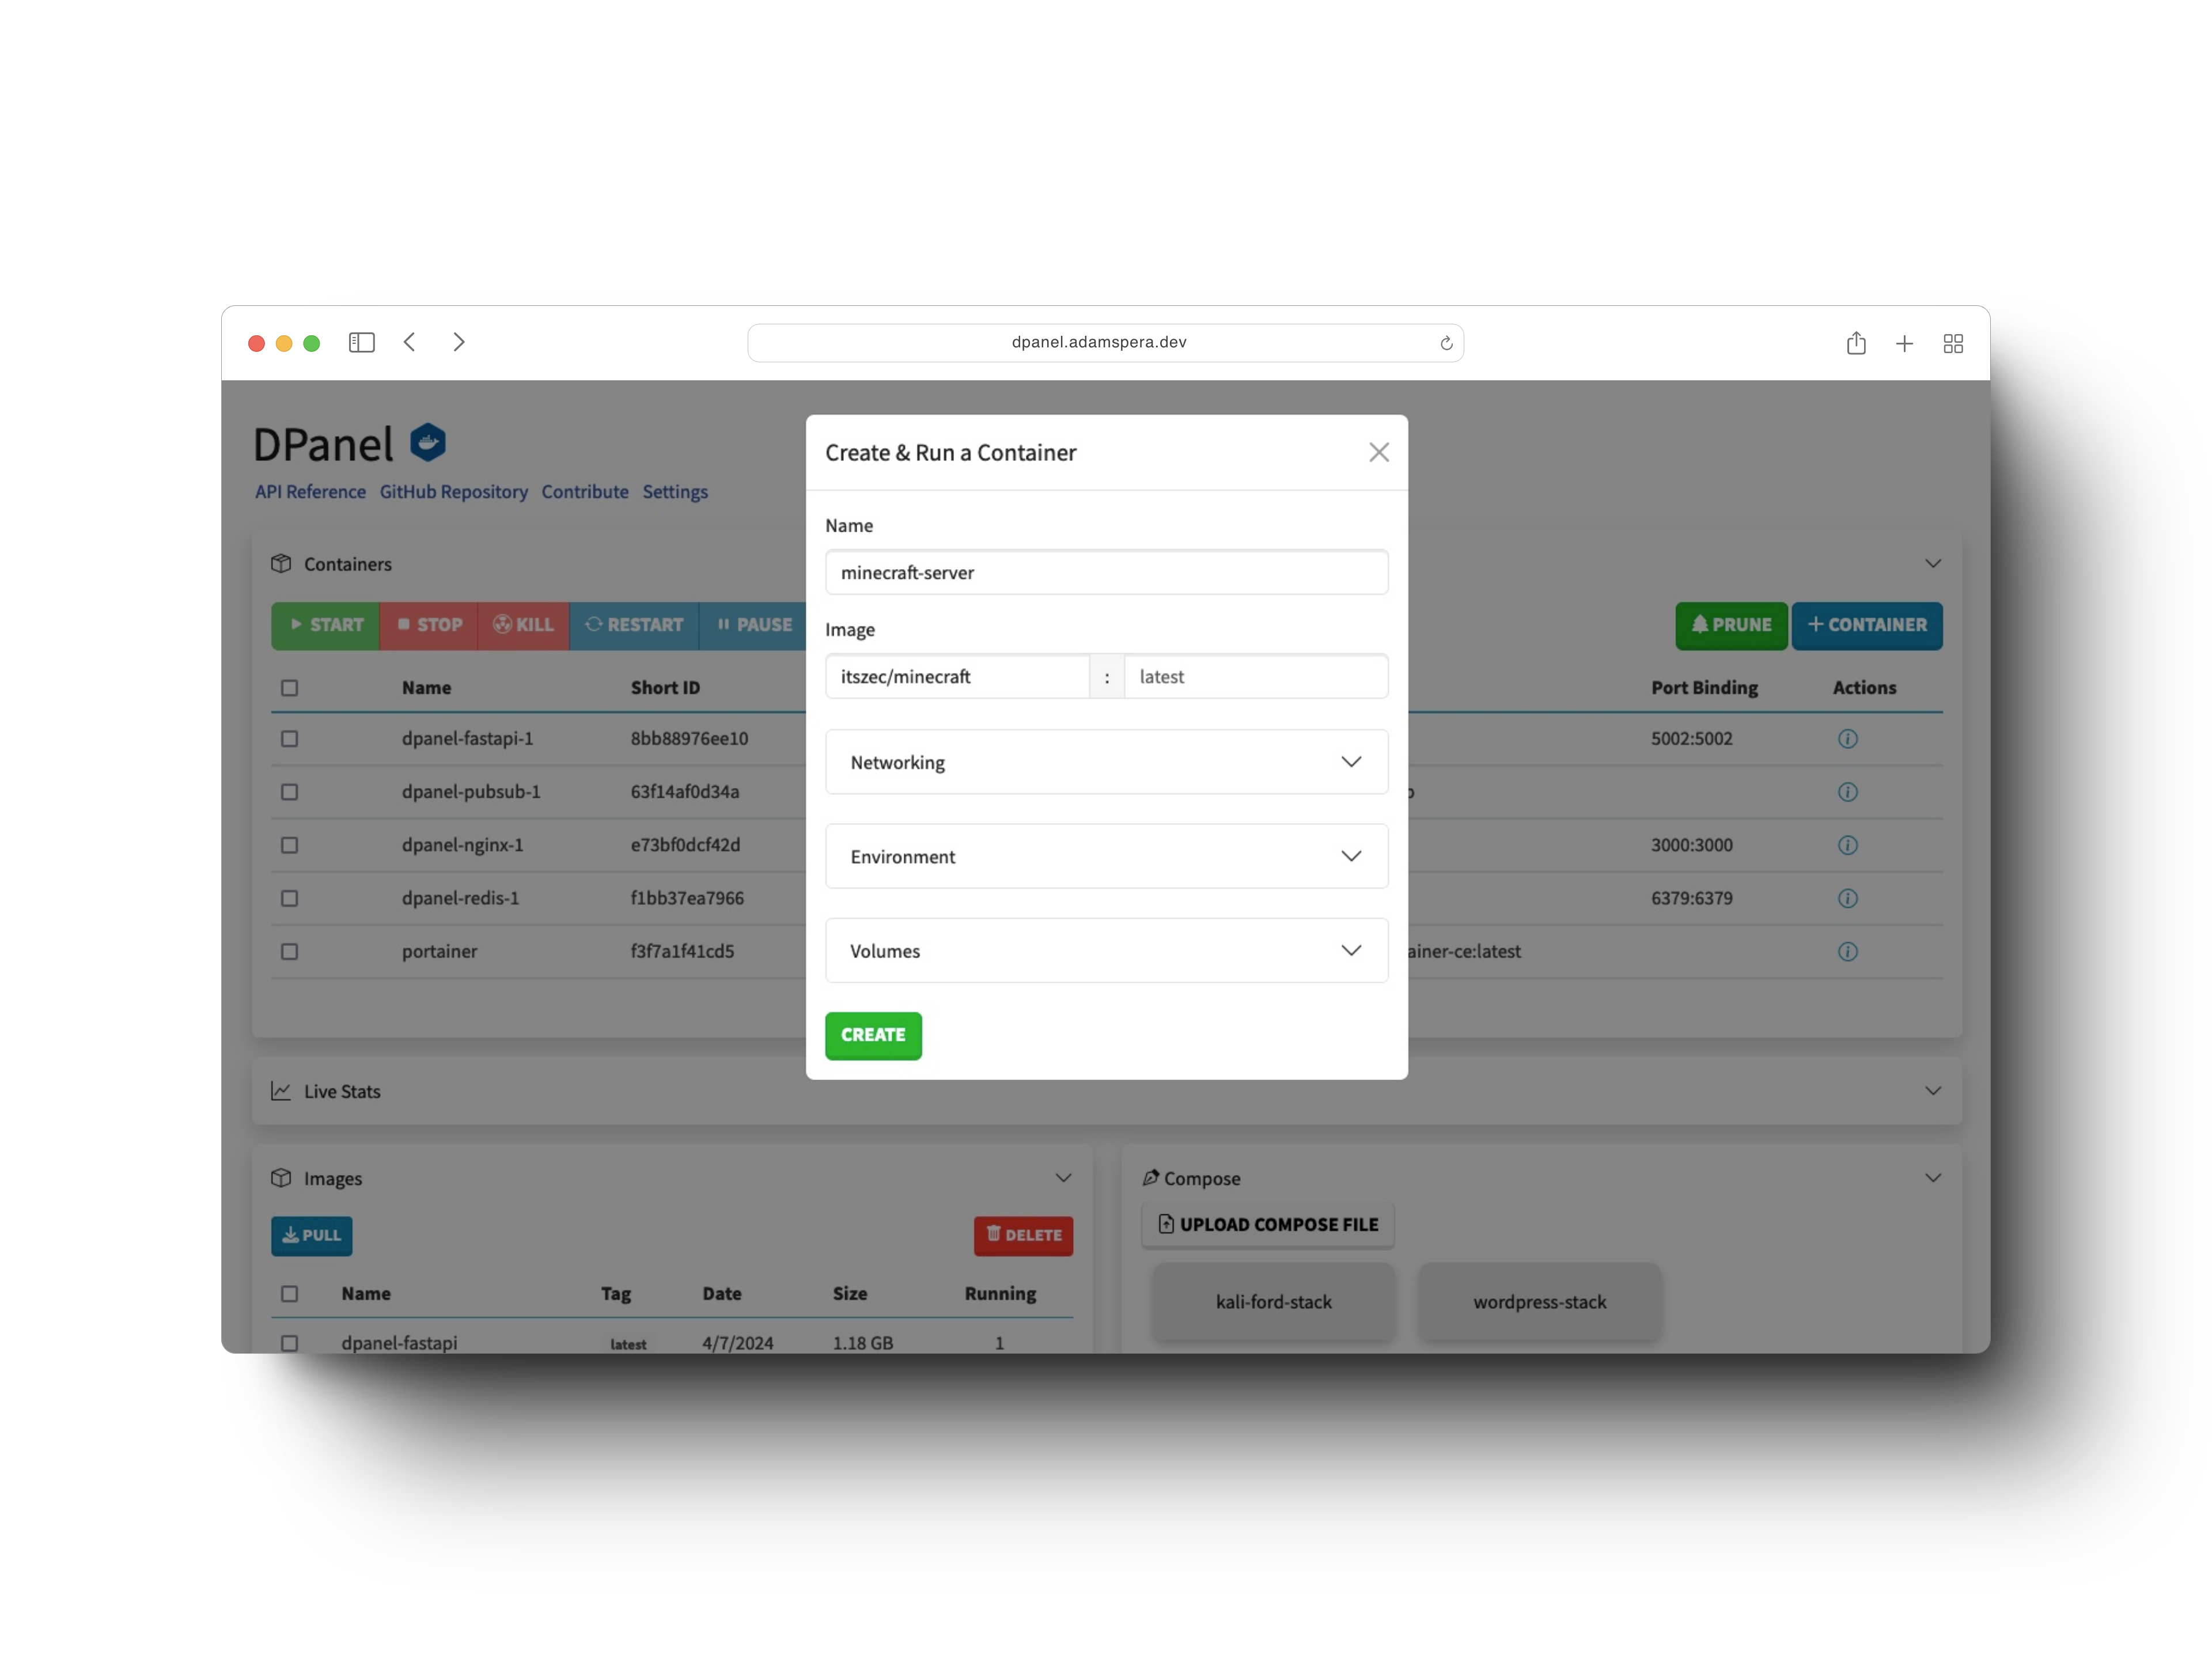 dpanel.adamspera.dev
DPanel
API Reference GitHub Repository Contribute Settings
Containers
START STOP KILL RESTART PAUSE
PRUNE + CONTAINER
Name Short ID Port Binding Actions
dpanel-fastapi-1 8bb88976ee10 5002:5002
dpanel-pubsub-1 63f14af0d34a
dpanel-nginx-1 e73bf0dcf42d 3000:3000
dpanel-redis-1 f1bb37ea7966 6379:6379
portainer f3f7a1f41cd5 ainer-ce:latest
Create & Run a Container
Name
minecraft-server
Image
itszec/minecraft : latest
Networking
Environment
Volumes
CREATE
Live Stats
Images
PULL DELETE
Name Tag Date Size Running
dpanel-fastapi latest 4/7/2024 1.18 GB 1
Compose
UPLOAD COMPOSE FILE
kali-ford-stack wordpress-stack